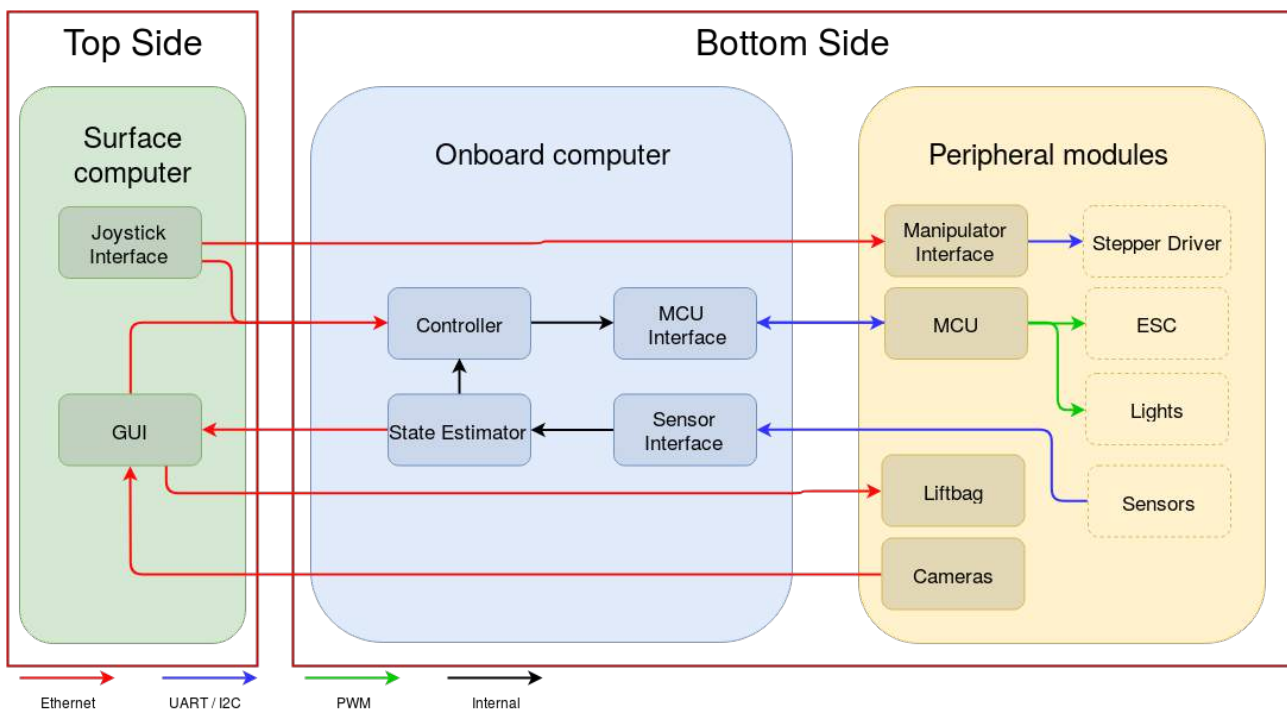 Top Side
Bottom Side
Surface
computer
Onboard computer
Peripheral modules
Joystick
Interface
Manipulator
Interface
Stepper Driver
Controller
MCU
Interface
MCU
ESC
GUI
State Estimator
Sensor
Interface
Lights
Liftbag
Sensors
Cameras
Ethernet
UART / I2C
PWM
Internal